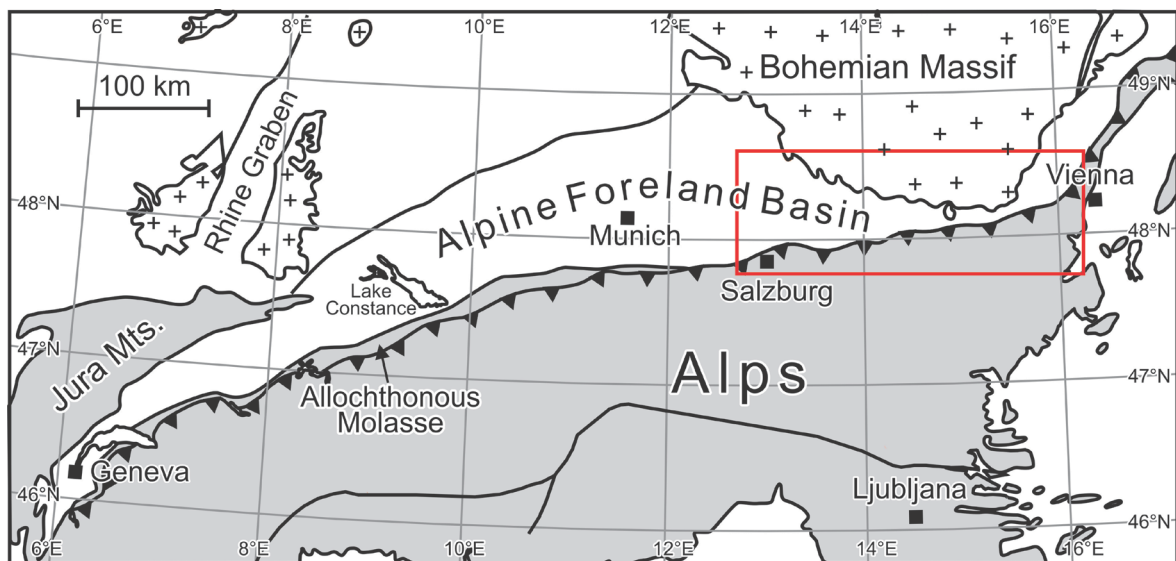 6°E
8°E
10°E
12°E
14°E
16°E
100 km
Bohemian Massif
49°N
Rhine Graben
Vienna
48°N
Alpine Foreland Basin
48°N
Munich
Lake
Constance
Salzburg
Jura Mts.
47°N
Alps
47°N
Allochthonous
Molasse
Geneva
46°N
Ljubljana
46°N
6°E
8°E
10°E
12°E
14°E
16°E